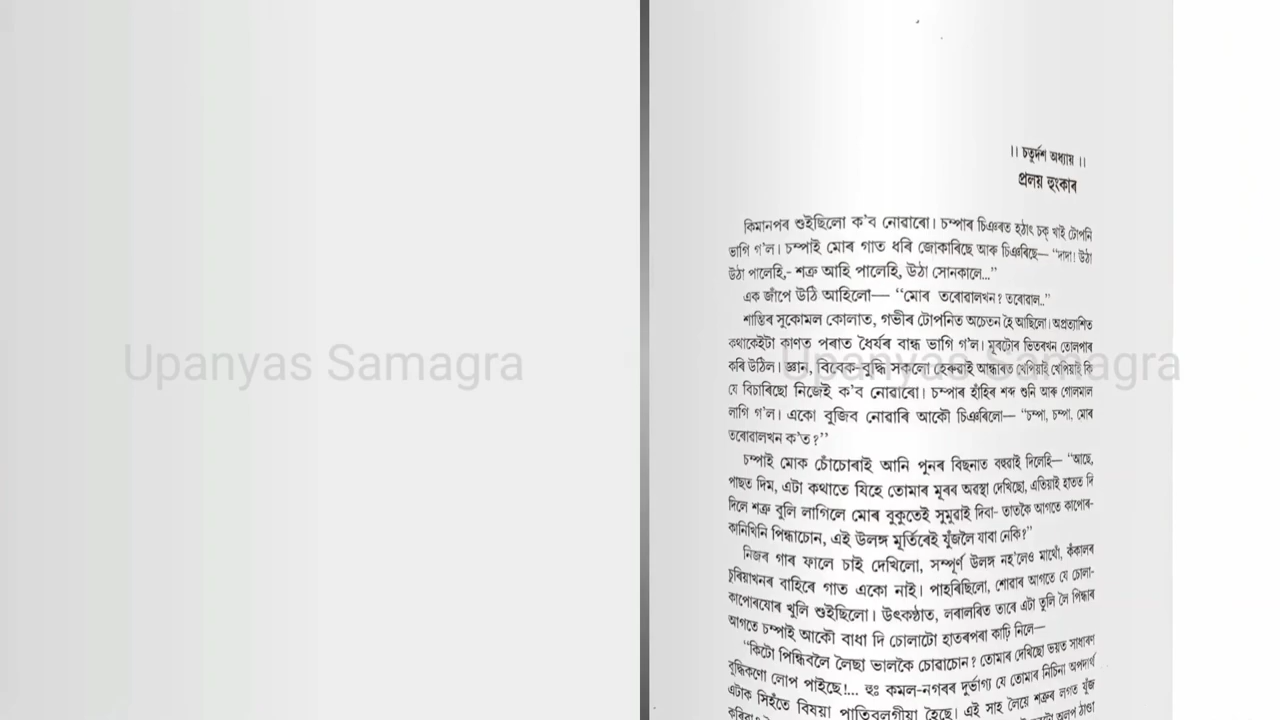 Upanyas Samagra
।। চতুৰ্দশ অধ্যায় ।।
প্ৰলয় হুংকাৰ
কিমানপৰ শুইছিলো ক'ব নোৱাৰো। চম্পাৰ চিঞৰত হঠাৎ চক্ খাই টোপনি
ভাগি গ'ল। চম্পাই মোৰ গাত ধৰি জোকাৰিছে আৰু চিঞৰিছে— “দাদা! উঠা
উঠা পালেহি,- শত্ৰু আহি পালেহি, উঠা সোনকালে...”
এক জাঁপে উঠি আহিলো— “মোৰ তৰোৱালখন? তৰোৱাল..”
শান্তিৰ সুকোমল কোলাত, গভীৰ টোপনিত অচেতন হৈ আছিলো। অপ্ৰত্যাশিত
কথাকেইটা কাণত পৰাত ধৈৰ্যৰ বান্ধ ভাগি গ'ল। মূৰটোৰ ভিতৰখন তোলপাৰ
Upanyas Samagra
কৰি উঠিল। জ্ঞান, বিবেক-বুদ্ধি সকলো হেৰুৱাই আন্ধাৰত খেপিয়াই খেপিয়াই কি
যে বিচাৰিছো নিজেই ক'ব নোৱাৰো। চম্পাৰ হাঁহিৰ শব্দ শুনি আৰু গোলমাল
লাগি গ'ল। একো বুজিব নোৱাৰি আকৌ চিঞৰিলো— “চম্পা, চম্পা, মোৰ
তৰোৱালখন ক'ত?”
চম্পাই মোক চোঁচোৰাই আনি পুনৰ বিছনাত বহুৱাই দিলেহি— “আছে,
পাছত দিম, এটা কথাতে যিহে তোমাৰ মূৰৰ অৱস্থা দেখিছো, এতিয়াই হাতত দি
দিলে শত্ৰু বুলি লাগিলে মোৰ বুকুতেই সুমুৱাই দিবা- তাতকৈ আগতে কাপোৰ-
কানিখিনি পিন্ধাচোন, এই উলঙ্গ মূৰ্তিৰেই যুঁজলৈ যাবা নেকি?”
নিজৰ গাৰ ফালে চাই দেখিলো, সম্পূৰ্ণ উলঙ্গ নহ'লেও মাথোঁ, কঁকালৰ
চুৰিয়াখনৰ বাহিৰে গাত একো নাই। পাহৰিছিলো, শোৱাৰ আগতে যে চোলা-
কাপোৰযোৰ খুলি শুইছিলো। উৎকণ্ঠাত, লৰালৰিত তাৰে এটা তুলি লৈ পিন্ধাৰ
আগতে চম্পাই আকৌ বাধা দি চোলাটো হাতৰপৰা কাঢ়ি নিলে—
“কিটো পিন্ধিবলৈ লৈছা ভালকৈ চোৱাচোন? তোমাৰ দেখিছো ভয়ত সাধাৰণ
বুদ্ধিকণো লোপ পাইছে!... হুঃ কমল-নগৰৰ দুৰ্ভাগ্য যে তোমাৰ নিচিনা অপদাৰ্থ
এটাক সিহঁতে বিষয়া পাতিবলগীয়া হৈছে। এই সাহ লৈয়ে শত্ৰুৰ লগত যুঁজ